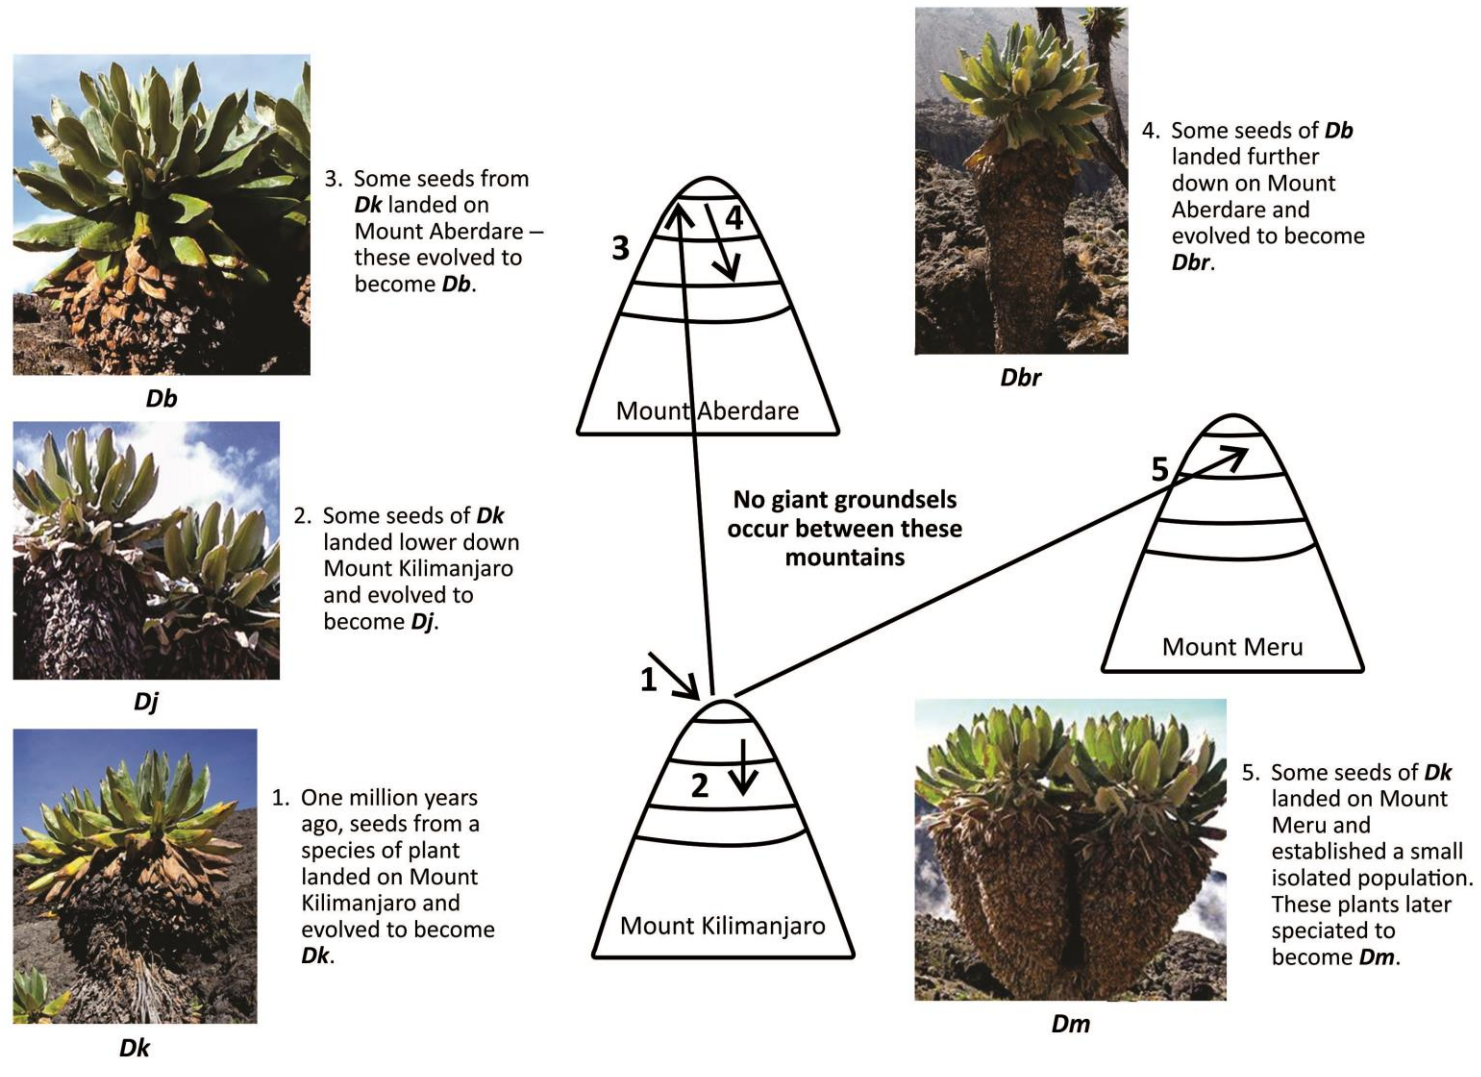 3. Some seeds from
Dk landed on
Mount Aberdare –
these evolved to
become Db.
Db
3
4
Mount Aberdare
4. Some seeds of Db
landed further
down on Mount
Aberdare and
evolved to become
Dbr.
Dbr
2. Some seeds of Dk
landed lower down
Mount Kilimanjaro
and evolved to
become Dj.
Dj
No giant groundsels
occur between these
mountains
5
Mount Meru
1. One million years
ago, seeds from a
species of plant
landed on Mount
Kilimanjaro and
evolved to become
Dk.
Dk
1
2
Mount Kilimanjaro
5. Some seeds of Dk
landed on Mount
Meru and
established a small
isolated population.
These plants later
speciated to
become Dm.
Dm